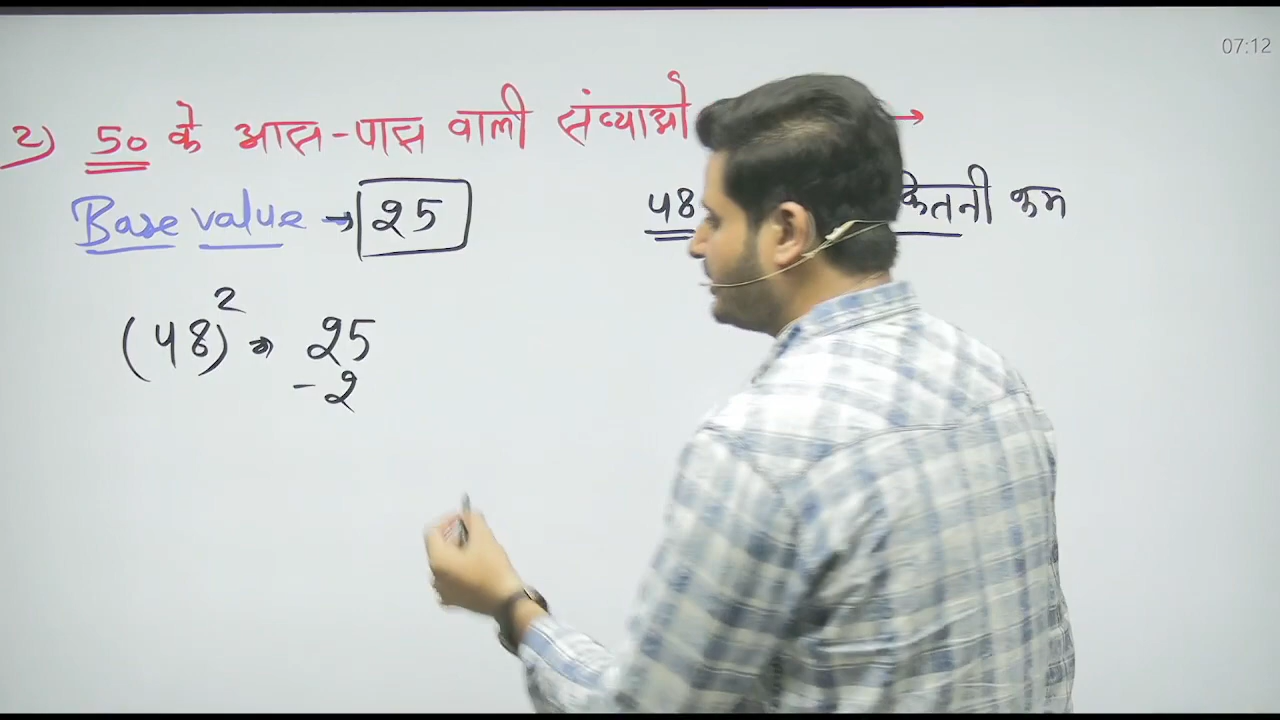 07:12
2) 50 के आस-पास वाली संख्याओ →
Base value → 25
48 कितनी कम
(48)² → 25
- 2